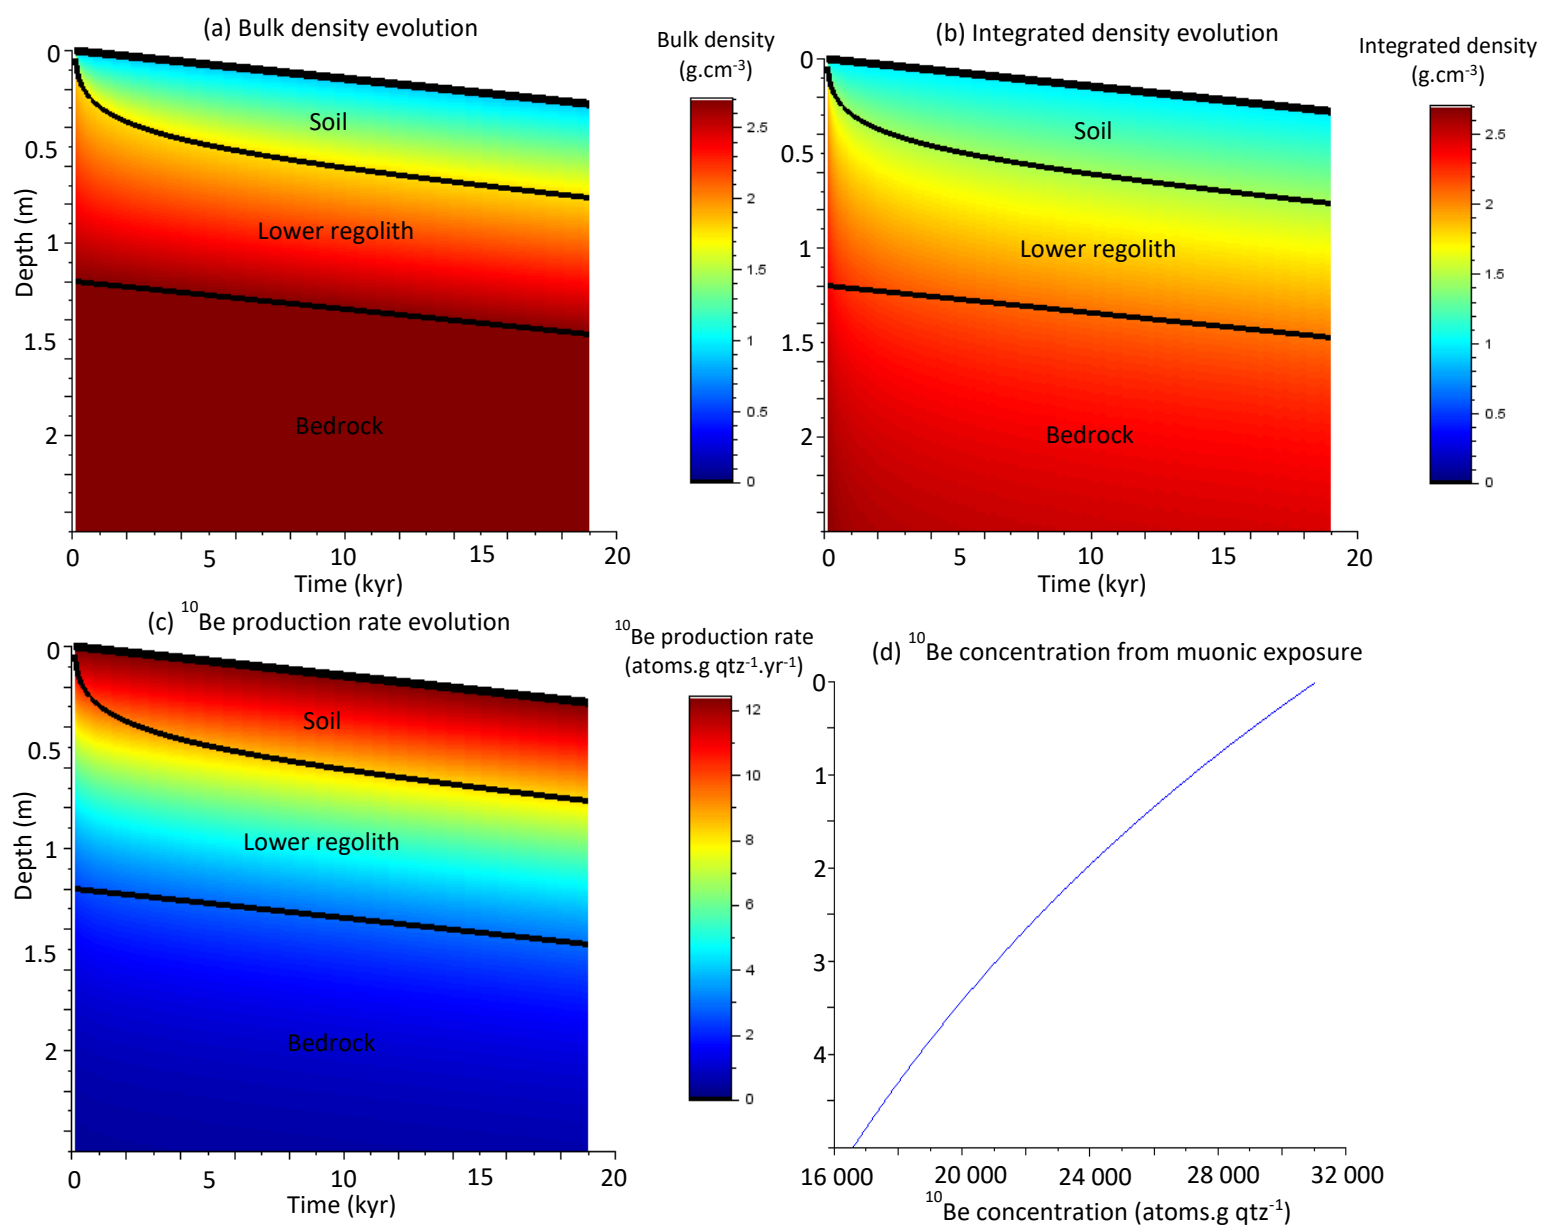 (a) Bulk density evolution
Bulk density
(g.cm-3)
0
0.5
1
1.5
2
Depth (m)
Soil
Lower regolith
Bedrock
0
5
10
15
20
Time (kyr)
2.5
2
1.5
1
0.5
0
(b) Integrated density evolution
Integrated density
(g.cm-3)
0
0.5
1
1.5
2
Soil
Lower regolith
Bedrock
0
5
10
15
20
Time (kyr)
2.5
2
1.5
1
0.5
0
(c) 10Be production rate evolution
10Be production rate
(atoms.g qtz-1.yr-1)
0
0.5
1
1.5
2
Depth (m)
Soil
Lower regolith
Bedrock
0
5
10
15
20
Time (kyr)
12
10
8
6
4
2
0
(d) 10Be concentration from muonic exposure
0
1
2
3
4
16 000
20 000
24 000
28 000
32 000
10Be concentration (atoms.g qtz-1)